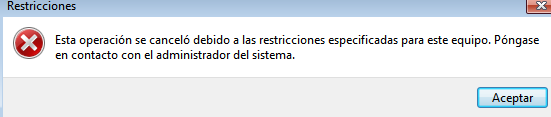 Restricciones
Esta operación se canceló debido a las restricciones especificadas para este equipo. Póngase
en contacto con el administrador del sistema.
Aceptar